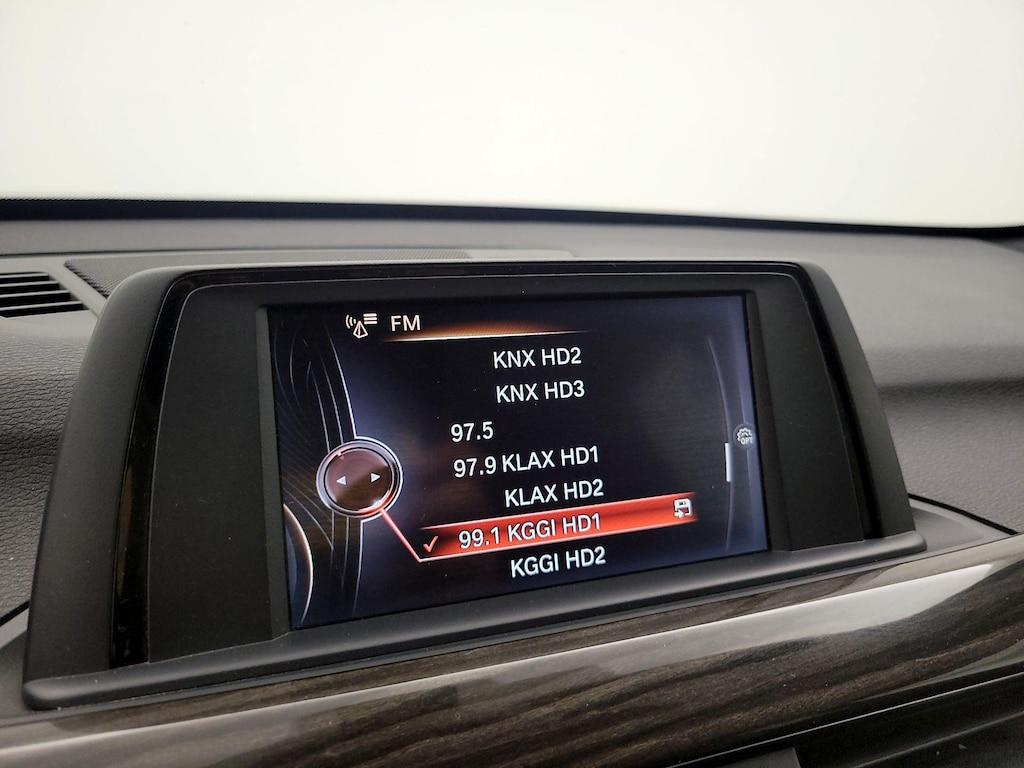 FM
KNX HD2
KNX HD3
97.5
97.9 KLAX HD1
KLAX HD2
99.1 KGGI HD1
KGGI HD2
OPT